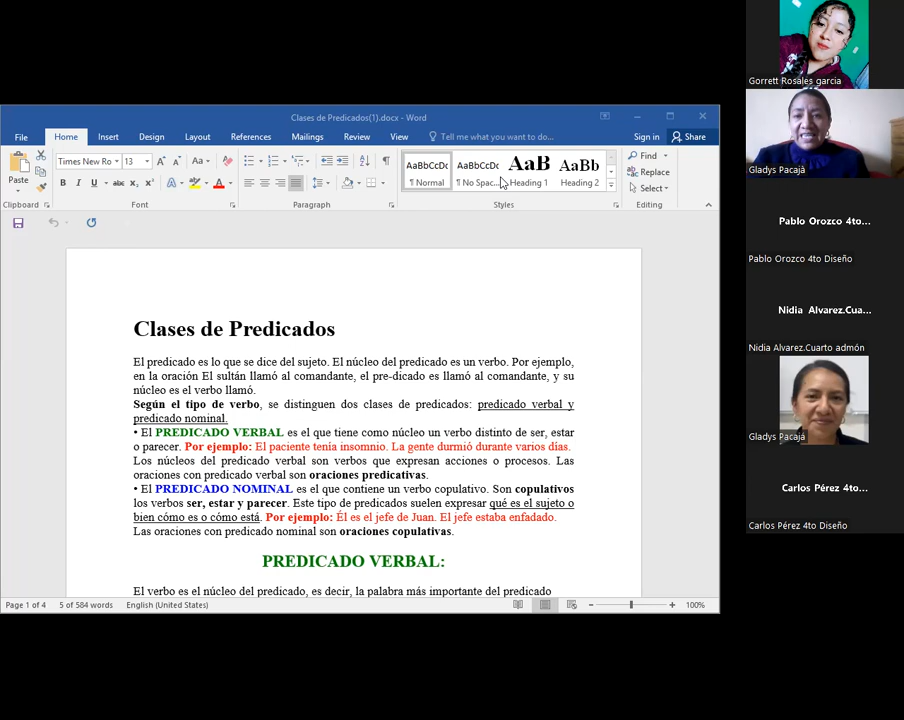 Clases de Predicados(1).docx - Word
File Home Insert Design Layout References Mailings Review View Tell me what you want to do... Sign in Share
Paste
Times New Ro 13
B I U abc X₂ X² A
AaBbCcDc AaBbCcDc AaB AaBb
¶ Normal ¶ No Spac... Heading 1 Heading 2
Find
Replace
Select
Clipboard Font Paragraph Styles Editing
Clases de Predicados
El predicado es lo que se dice del sujeto. El núcleo del predicado es un verbo. Por ejemplo,
en la oración El sultán llamó al comandante, el pre-dicado es llamó al comandante, y su
núcleo es el verbo llamó.
Según el tipo de verbo, se distinguen dos clases de predicados: predicado verbal y
predicado nominal.
• El PREDICADO VERBAL es el que tiene como núcleo un verbo distinto de ser, estar
o parecer. Por ejemplo: El paciente tenía insomnio. La gente durmió durante varios días.
Los núcleos del predicado verbal son verbos que expresan acciones o procesos. Las
oraciones con predicado verbal son oraciones predicativas.
• El PREDICADO NOMINAL es el que contiene un verbo copulativo. Son copulativos
los verbos ser, estar y parecer. Este tipo de predicados suelen expresar qué es el sujeto o
bien cómo es o cómo está. Por ejemplo: Él es el jefe de Juan. El jefe estaba enfadado.
Las oraciones con predicado nominal son oraciones copulativas.
PREDICADO VERBAL:
El verbo es el núcleo del predicado, es decir, la palabra más importante del predicado
Page 1 of 4 5 of 584 words English (United States) 100%
Gorrett Rosales garcia
Gladys Pacajà
Pablo Orozco 4to...
Pablo Orozco 4to Diseño
Nidia Alvarez.Cua...
Nidia Alvarez.Cuarto admón
Gladys Pacajá
Carlos Pérez 4to...
Carlos Pérez 4to Diseño